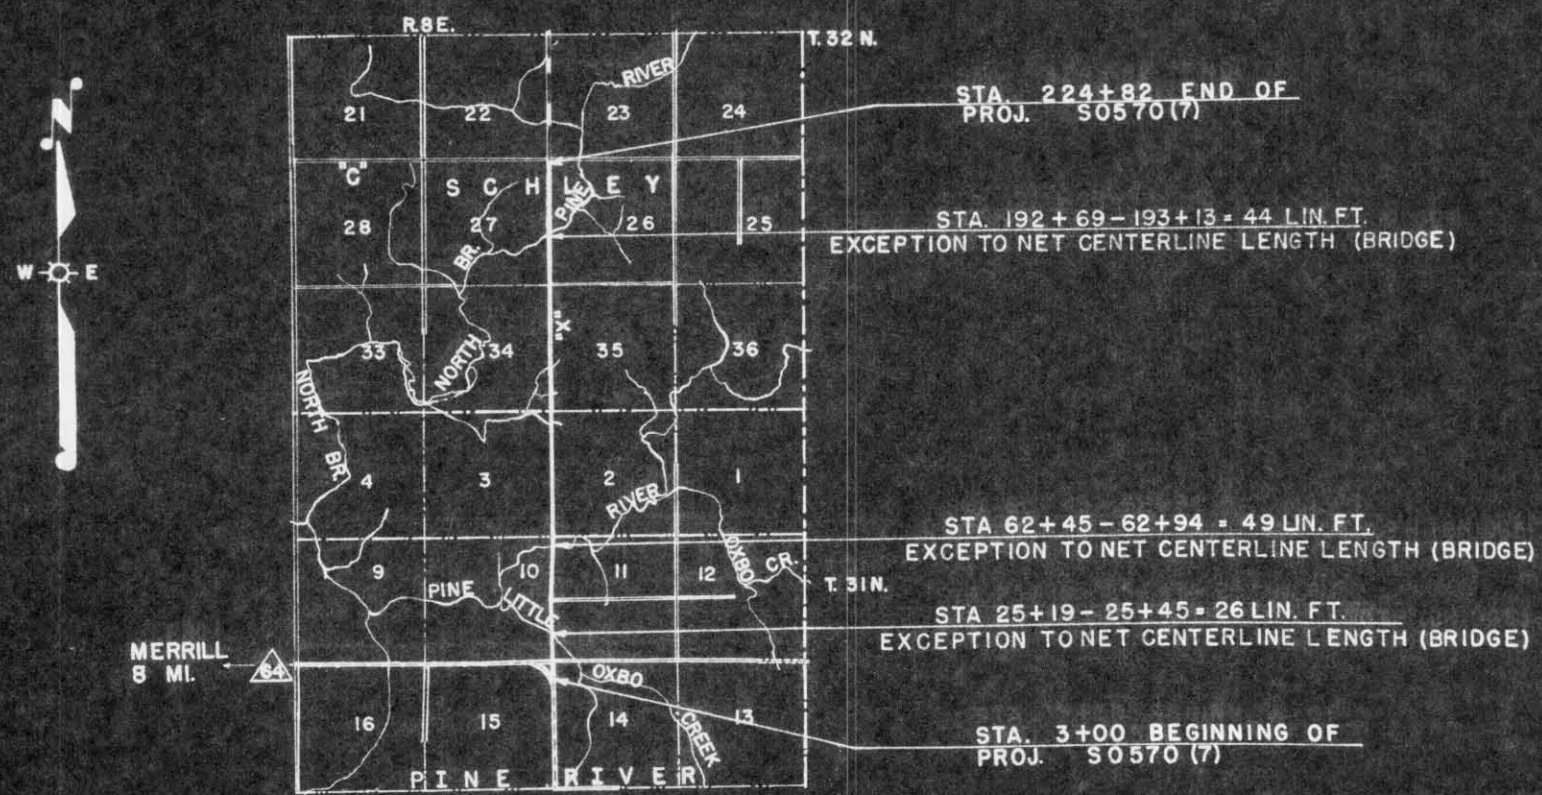 R.8E.
T. 32 N.
RIVER
21
22
23
24
STA. 224+82 END OF
PROJ. S0570(7)
"C"
SCHLEY
PINE
28
27
26
25
BR.
STA. 192+69-193+13=44 LIN. FT.
EXCEPTION TO NET CENTERLINE LENGTH (BRIDGE)
N
W
E
"X"
33
NORTH
34
35
36
NORTH BR.
4
3
2
1
RIVER
STA 62+45-62+94 = 49 LIN. FT.
EXCEPTION TO NET CENTERLINE LENGTH (BRIDGE)
OXBO CR.
9
10
11
12
T. 31N.
PINE
LITTLE
STA 25+19-25+45=26 LIN. FT.
EXCEPTION TO NET CENTERLINE LENGTH (BRIDGE)
MERRILL
8 MI.
64
OXBO
CREEK
16
15
14
13
STA. 3+00 BEGINNING OF
PROJ. S0570(7)
PINE RIVER